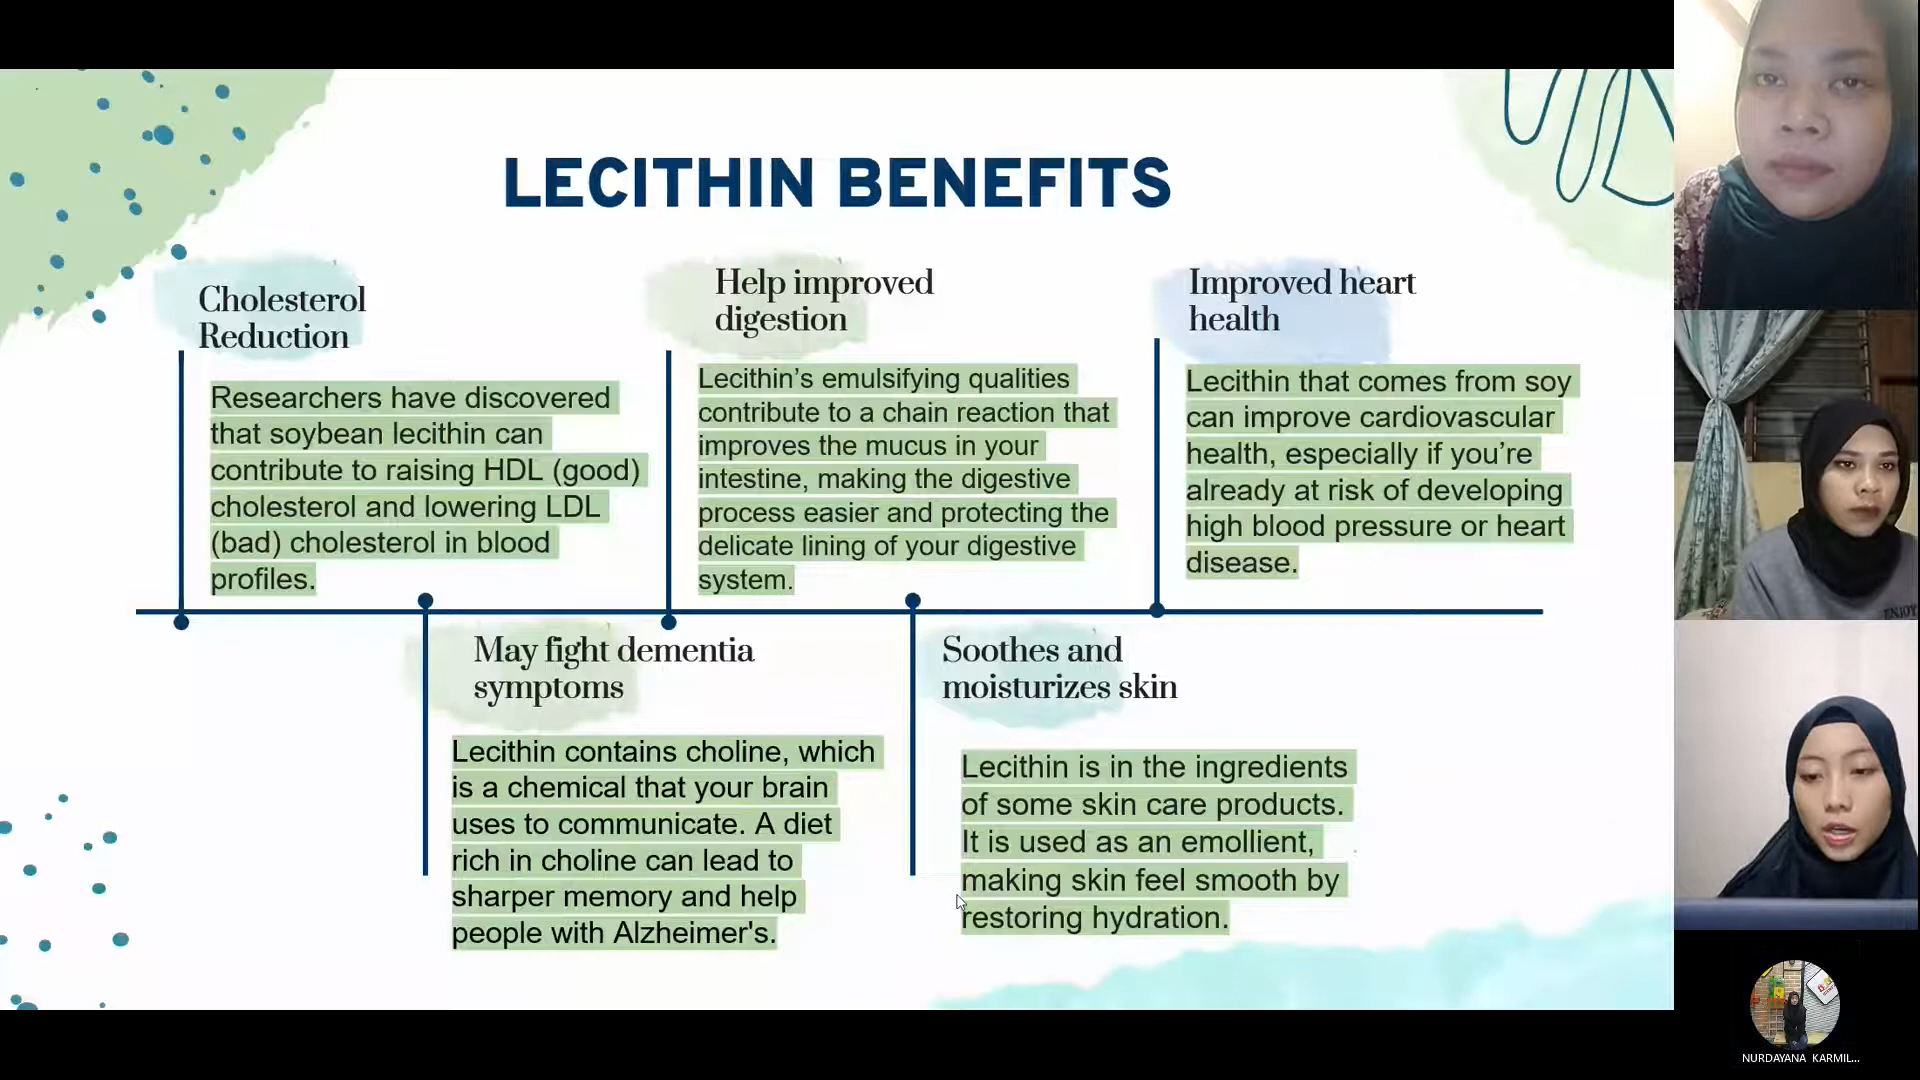 LECITHIN BENEFITS
Cholesterol
Reduction
Researchers have discovered
that soybean lecithin can
contribute to raising HDL (good)
cholesterol and lowering LDL
(bad) cholesterol in blood
profiles.
May fight dementia
symptoms
Lecithin contains choline, which
is a chemical that your brain
uses to communicate. A diet
rich in choline can lead to
sharper memory and help
people with Alzheimer's.
Help improved
digestion
Lecithin’s emulsifying qualities
contribute to a chain reaction that
improves the mucus in your
intestine, making the digestive
process easier and protecting the
delicate lining of your digestive
system.
Soothes and
moisturizes skin
Lecithin is in the ingredients
of some skin care products.
It is used as an emollient,
making skin feel smooth by
restoring hydration.
Improved heart
health
Lecithin that comes from soy
can improve cardiovascular
health, especially if you’re
already at risk of developing
high blood pressure or heart
disease.
ENJOY
NURDAYANA KARMIL...